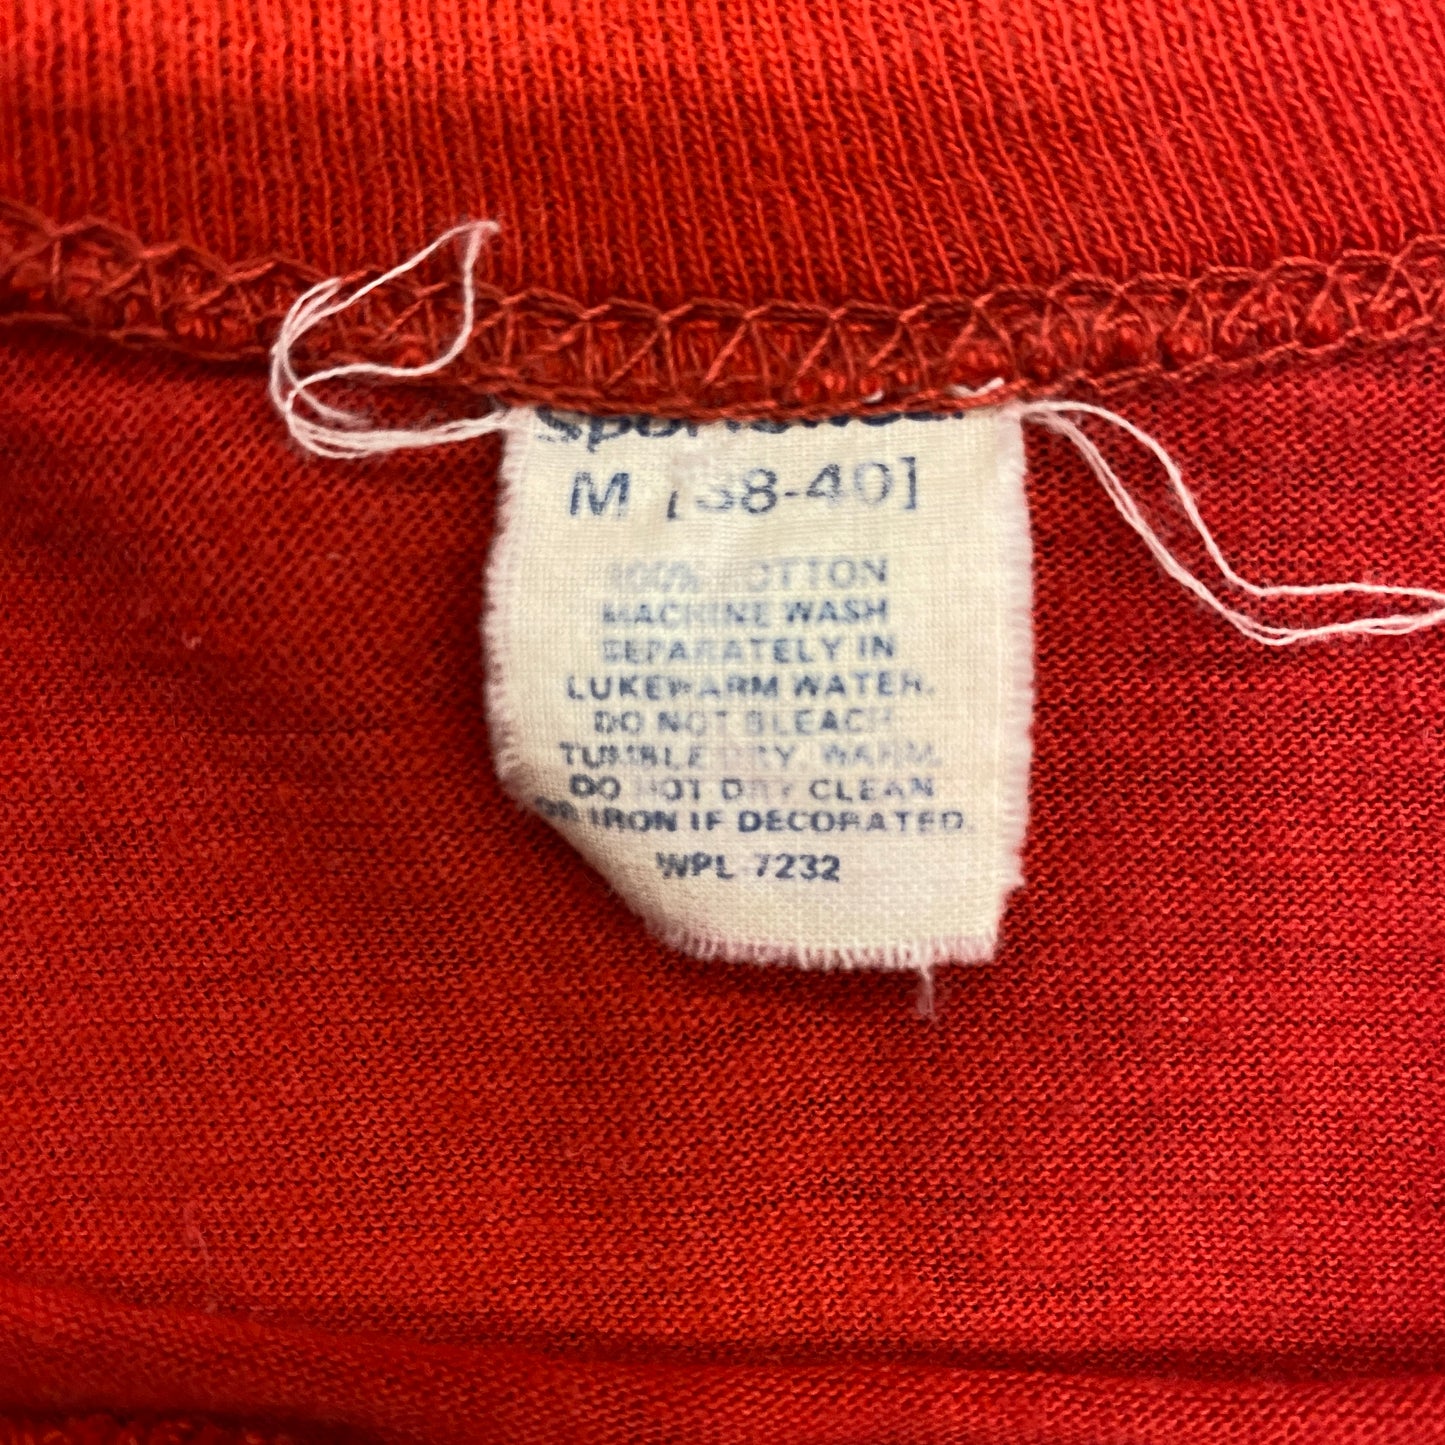 Sportswear
M [38-40]
100% COTTON
MACHINE WASH
SEPARATELY IN
LUKEWARM WATER.
DO NOT BLEACH
TUMBLE DRY, WARM.
DO NOT DRY CLEAN
OR IRON IF DECORATED.
WPL 7232